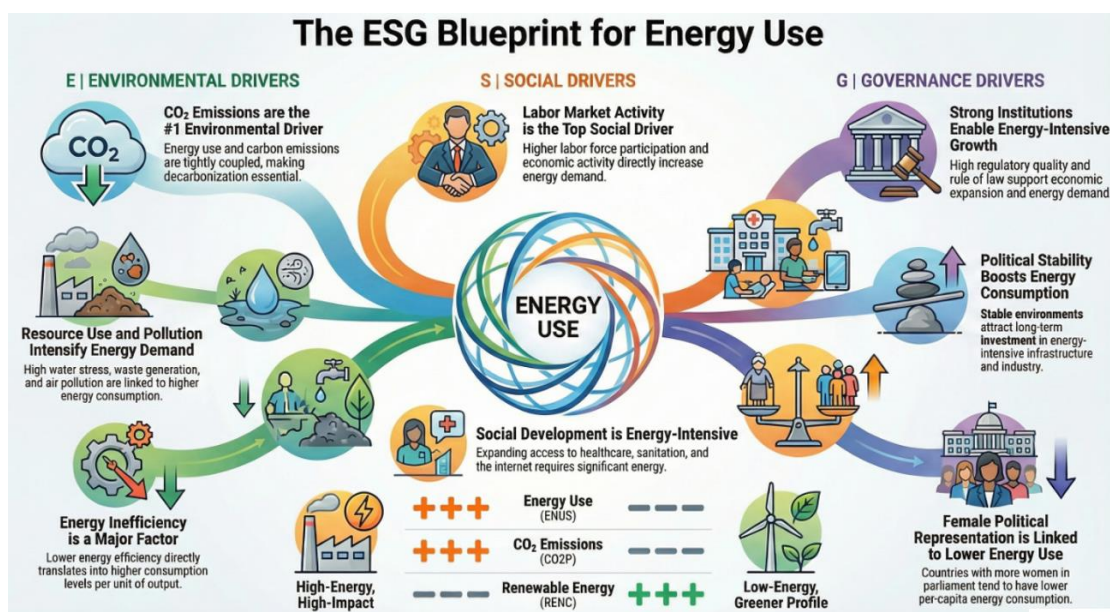 The ESG Blueprint for Energy Use
E | ENVIRONMENTAL DRIVERS
CO₂
CO₂ Emissions are the
#1 Environmental Driver
Energy use and carbon emissions
are tightly coupled, making
decarbonization essential.
Resource Use and Pollution
Intensify Energy Demand
High water stress, waste generation,
and air pollution are linked to higher
energy consumption.
Energy Inefficiency
is a Major Factor
Lower energy efficiency directly
translates into higher consumption
levels per unit of output.
S | SOCIAL DRIVERS
Labor Market Activity
is the Top Social Driver
Higher labor force participation and
economic activity directly increase
energy demand.
ENERGY
USE
Social Development is Energy-Intensive
Expanding access to healthcare, sanitation, and
the internet requires significant energy.
G | GOVERNANCE DRIVERS
Strong Institutions
Enable Energy-Intensive
Growth
High regulatory quality and
rule of law support economic
expansion and energy demand
Political Stability
Boosts Energy
Consumption
Stable environments
attract long-term
investment in energy-
intensive infrastructure
and industry.
Female Political
Representation is Linked
to Lower Energy Use
Countries with more women in
parliament tend to have lower
per-capita energy consumption.
High-Energy,
High-Impact
+++ Energy Use − − −
(ENUS)
+++ CO₂ Emissions − − −
(CO2P)
− − − Renewable Energy +++
(RENC)
Low-Energy,
Greener Profile